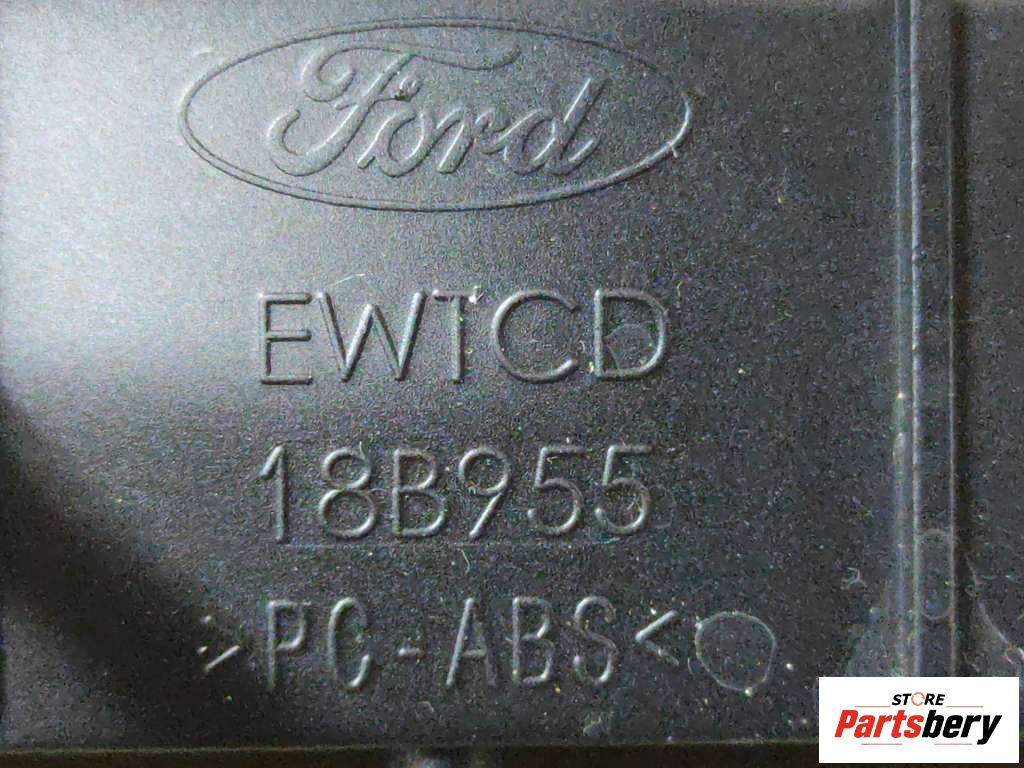 Ford
EWTCD
18B955
>PC-ABS<
STORE
Partsbery